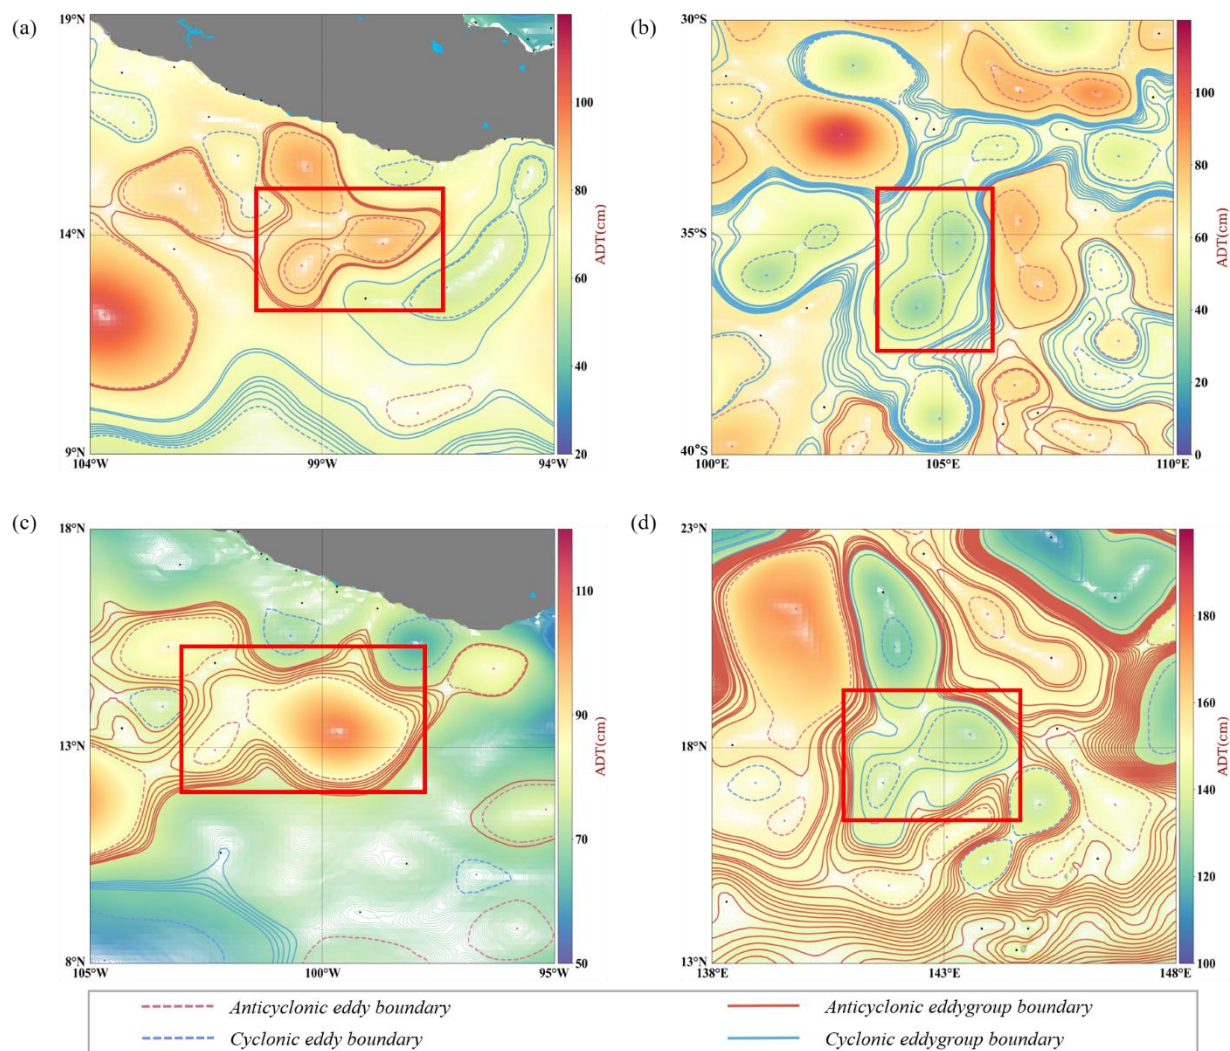 (a)
19°N
14°N
9°N
104°W
99°W
94°W
100
80
60
40
20
ADT(cm)
(b)
30°S
35°S
40°S
100°E
105°E
110°E
100
80
60
40
20
0
ADT(cm)
(c)
18°N
13°N
8°N
105°W
100°W
95°W
110
90
70
50
ADT(cm)
(d)
23°N
18°N
13°N
138°E
143°E
148°E
180
160
140
120
100
ADT(cm)
Anticyclonic eddy boundary
Anticyclonic eddygroup boundary
Cyclonic eddy boundary
Cyclonic eddygroup boundary